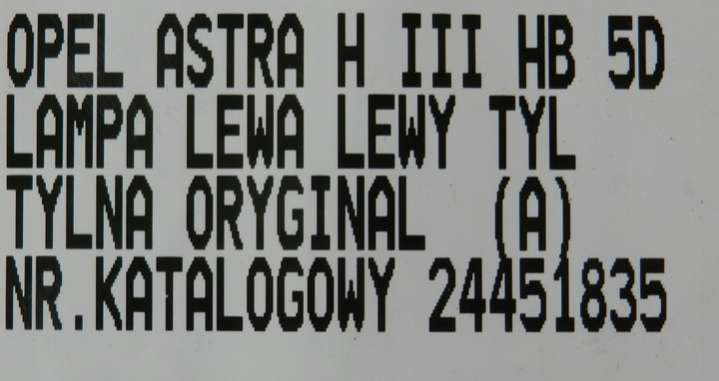 OPEL ASTRA H III HB 5D
LAMPA LEWA LEWY TYL
TYLNA ORYGINAL (A)
NR.KATALOGOWY 24451835